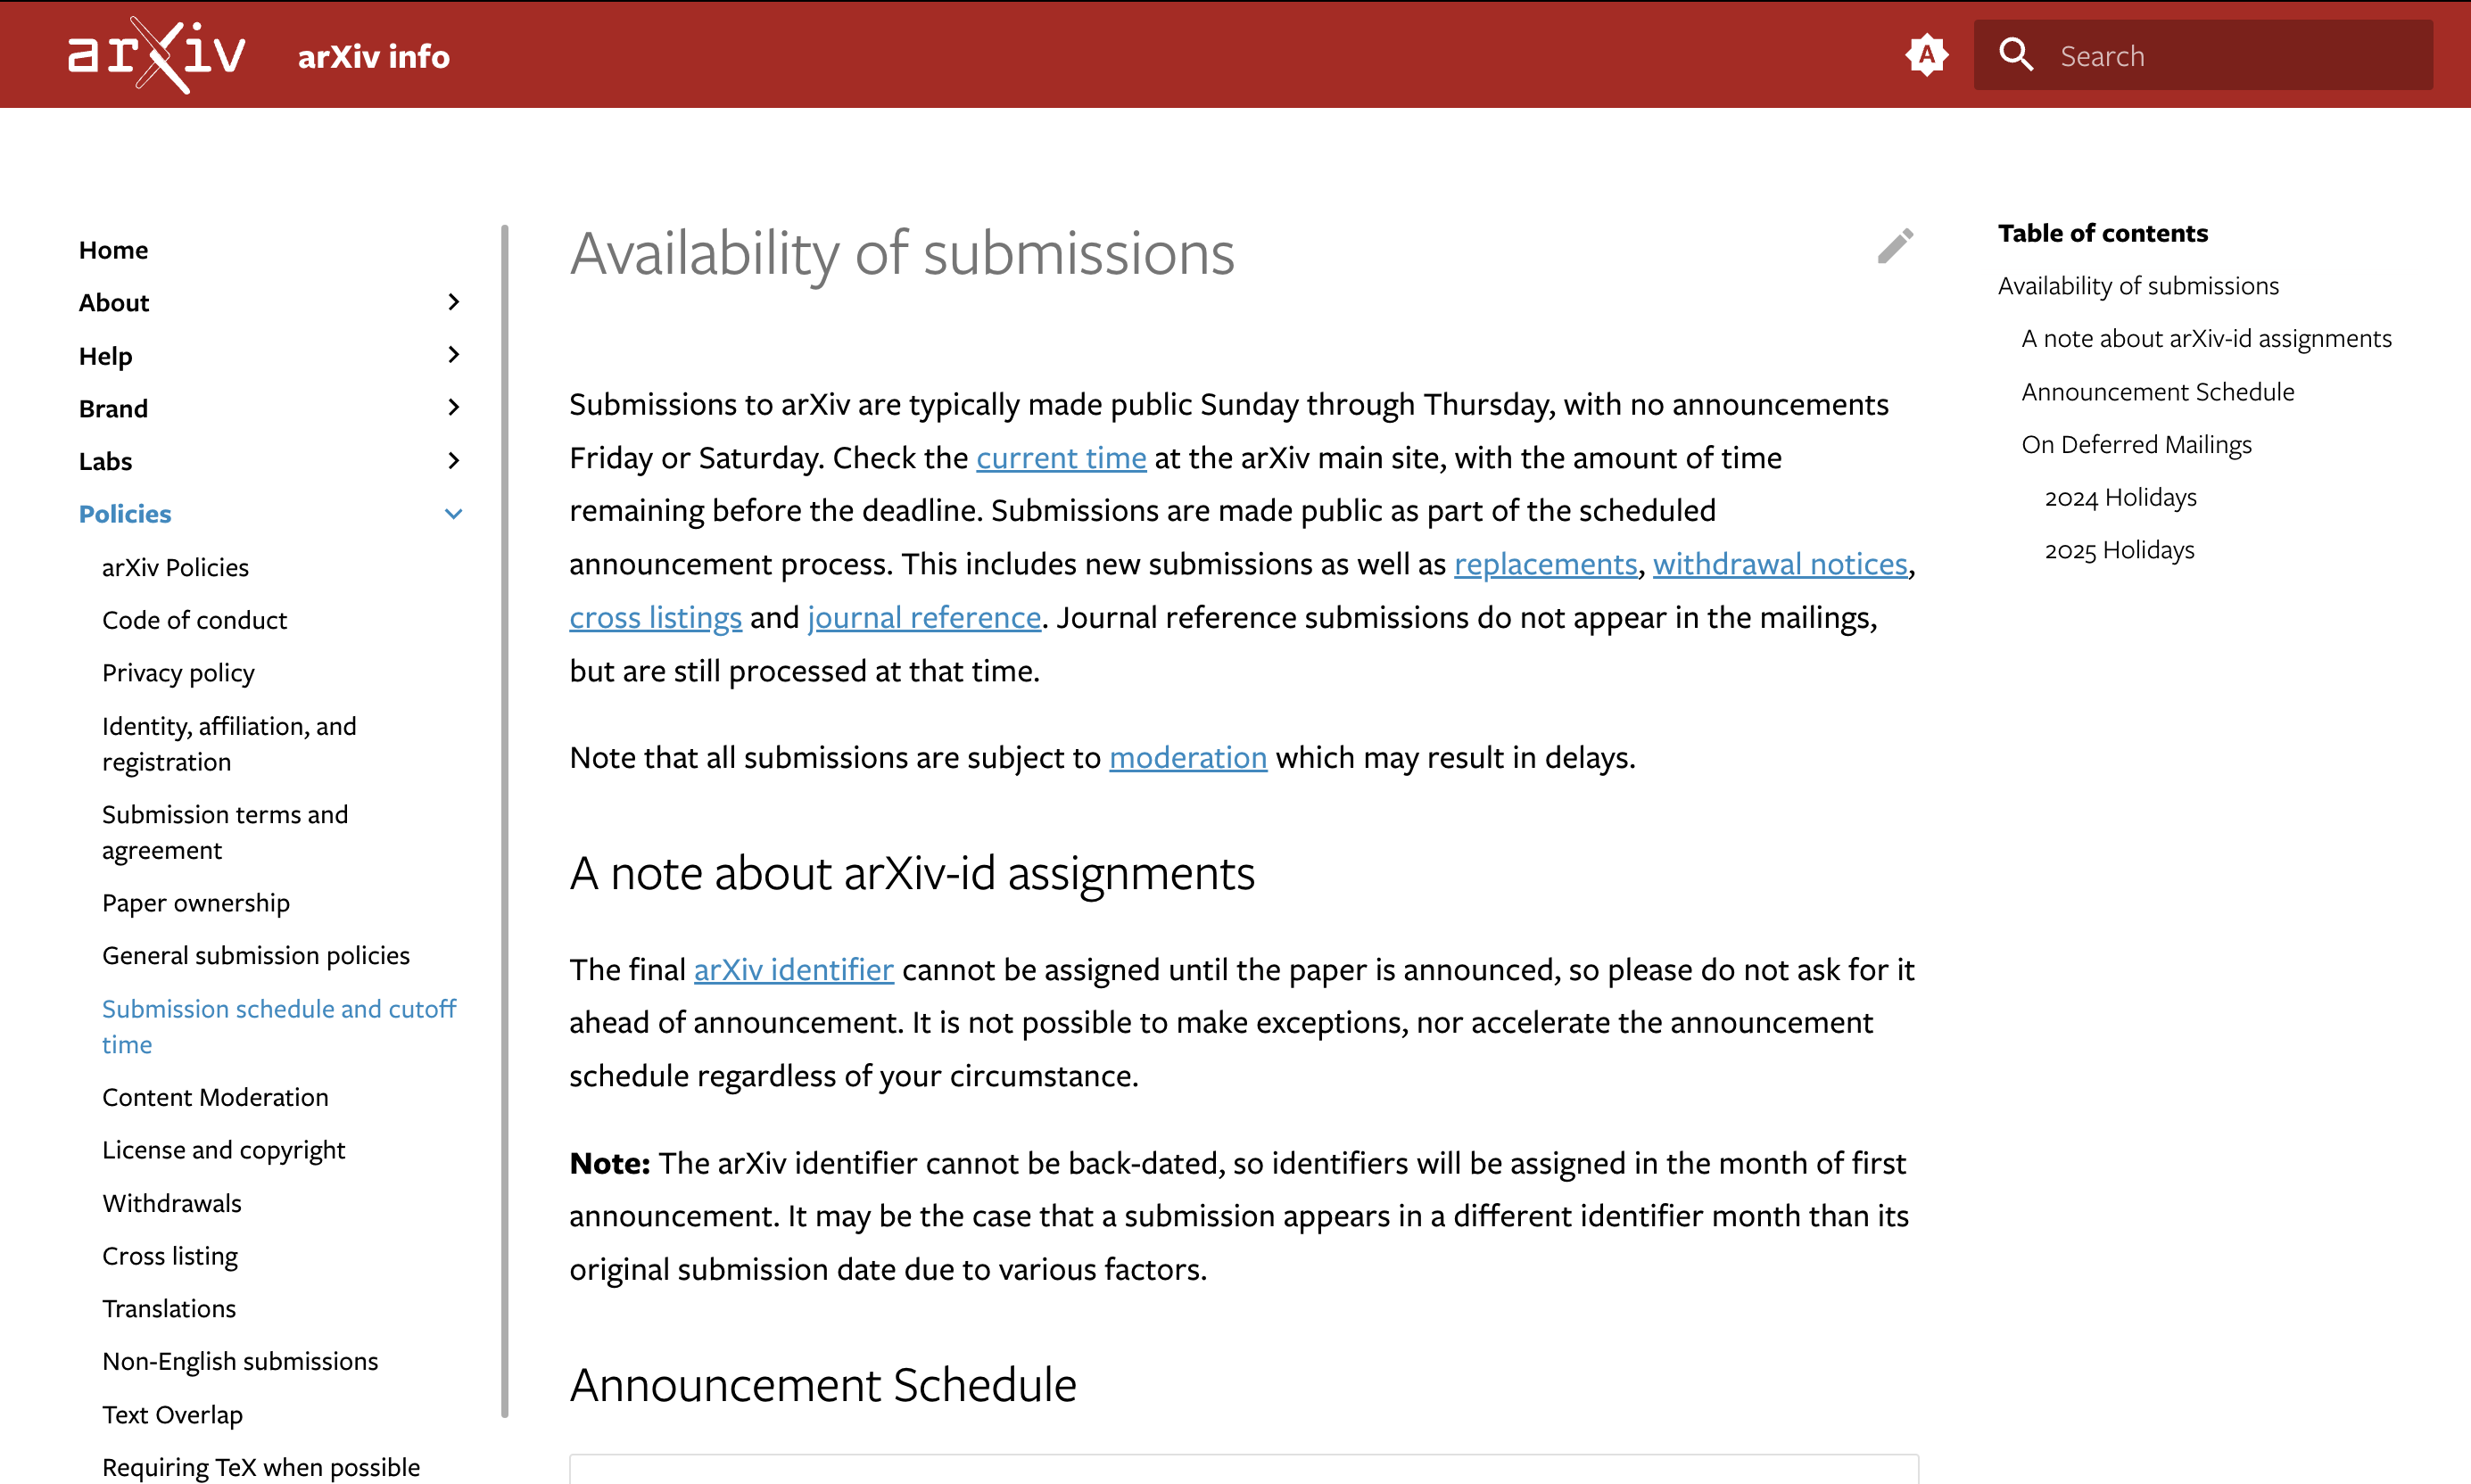 arXiv
arXiv info
A
Search
Home
About
Help
Brand
Labs
Policies
arXiv Policies
Code of conduct
Privacy policy
Identity, affiliation, and
registration
Submission terms and
agreement
Paper ownership
General submission policies
Submission schedule and cutoff
time
Content Moderation
License and copyright
Withdrawals
Cross listing
Translations
Non-English submissions
Text Overlap
Requiring TeX when possible
Availability of submissions
Submissions to arXiv are typically made public Sunday through Thursday, with no announcements
Friday or Saturday. Check the current time at the arXiv main site, with the amount of time
remaining before the deadline. Submissions are made public as part of the scheduled
announcement process. This includes new submissions as well as replacements, withdrawal notices,
cross listings and journal reference. Journal reference submissions do not appear in the mailings,
but are still processed at that time.
Note that all submissions are subject to moderation which may result in delays.
A note about arXiv-id assignments
The final arXiv identifier cannot be assigned until the paper is announced, so please do not ask for it
ahead of announcement. It is not possible to make exceptions, nor accelerate the announcement
schedule regardless of your circumstance.
Note: The arXiv identifier cannot be back-dated, so identifiers will be assigned in the month of first
announcement. It may be the case that a submission appears in a different identifier month than its
original submission date due to various factors.
Announcement Schedule
Table of contents
Availability of submissions
A note about arXiv-id assignments
Announcement Schedule
On Deferred Mailings
2024 Holidays
2025 Holidays